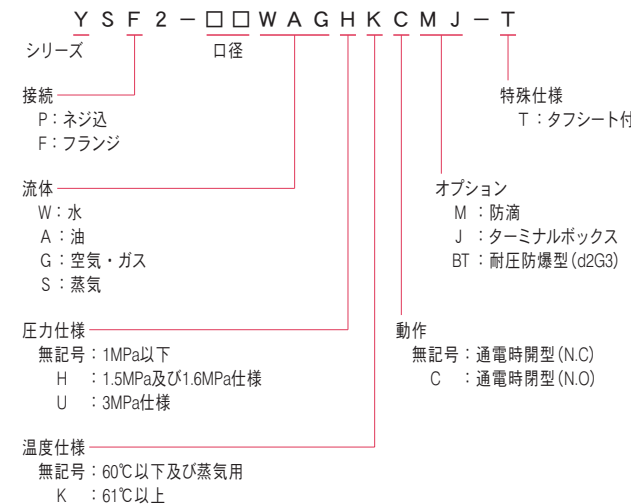 Y S F 2 － □ □ W A G H K C M J － T
シリーズ
口径
接続
P：ネジ込
F：フランジ
特殊仕様
T：タフシート付
流体
W：水
A：油
G：空気・ガス
S：蒸気
オプション
M：防滴
J：ターミナルボックス
BT：耐圧防爆型(d2G3)
圧力仕様
無記号：1MPa以下
H：1.5MPa及び1.6MPa仕様
U：3MPa仕様
動作
無記号：通電時開型(N.C)
C：通電時閉型(N.O)
温度仕様
無記号：60℃以下及び蒸気用
K：61℃以上